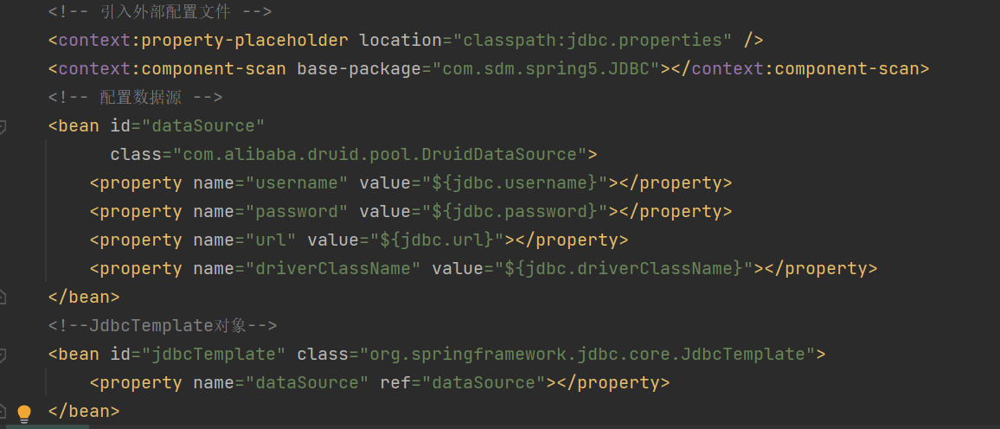 <!-- 引入外部配置文件 -->
<context:property-placeholder location="classpath:jdbc.properties" />
<context:component-scan base-package="com.sdm.spring5.JDBC"></context:component-scan>
<!-- 配置数据源 -->
<bean id="dataSource"
class="com.alibaba.druid.pool.DruidDataSource">
<property name="username" value="${jdbc.username}"></property>
<property name="password" value="${jdbc.password}"></property>
<property name="url" value="${jdbc.url}"></property>
<property name="driverClassName" value="${jdbc.driverClassName}"></property>
</bean>
<!--JdbcTemplate对象-->
<bean id="jdbcTemplate" class="org.springframework.jdbc.core.JdbcTemplate">
<property name="dataSource" ref="dataSource"></property>
</bean>